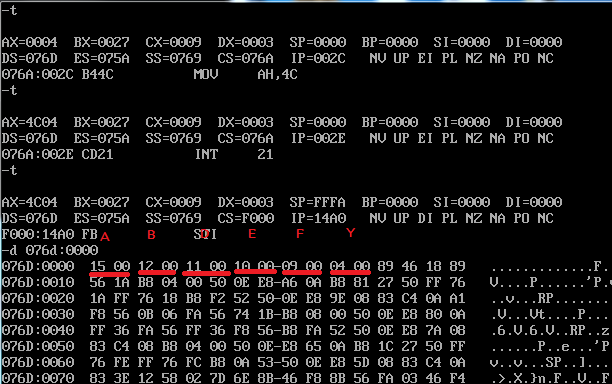 -t
AX=0004 BX=0027 CX=0009 DX=0003 SP=0000 BP=0000 SI=0000 DI=0000
DS=076D ES=075A SS=0769 CS=076A IP=002C NV UP EI PL NZ NA PO NC
076A:002C B44C MOV AH,4C
-t
AX=4C04 BX=0027 CX=0009 DX=0003 SP=0000 BP=0000 SI=0000 DI=0000
DS=076D ES=075A SS=0769 CS=076A IP=002E NV UP EI PL NZ NA PO NC
076A:002E CD21 INT 21
-t
AX=4C04 BX=0027 CX=0009 DX=0003 SP=FFFA BP=0000 SI=0000 DI=0000
DS=076D ES=075A SS=0769 CS=F000 IP=14A0 NV UP DI PL NZ NA PO NC
F000:14A0 FB STI
A B E F Y
-d 076d:0000
076D:0000 15 00 12 00 11 00 10 00-09 00 04 00 89 46 18 89 .............F..
076D:0010 56 1A B8 04 00 50 0E E8-A6 0A B8 81 27 50 FF 76 V....P......'P.v
076D:0020 1A FF 76 18 B8 F2 52 50-0E E8 9E 08 83 C4 0A A1 ..v...RP........
076D:0030 F8 56 0B 06 FA 56 74 1B-B8 08 00 50 0E E8 80 0A .V...Vt....P....
076D:0040 FF 36 FA 56 FF 36 F8 56-B8 FA 52 50 0E E8 7A 08 .6.V.6.V..RP..z.
076D:0050 83 C4 08 B8 04 00 50 0E-E8 65 0A B8 1C 27 50 FF ......P..e...'P.
076D:0060 76 FE FF 76 FC B8 0A 53-50 0E E8 5D 08 83 C4 0A v..v...SP..]....
076D:0070 83 3E 12 58 02 7D 6E 8B-46 F8 8B 56 FA 03 46 F4 .>.X.}n.F..V..F.